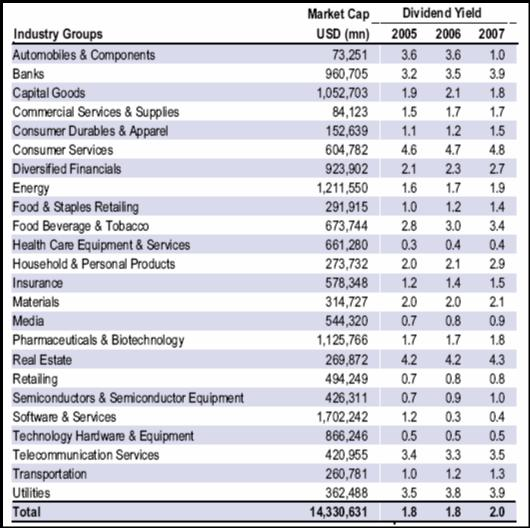 Market Cap Dividend Yield
Industry Groups USD (mn) 2005 2006 2007
Automobiles & Components 73,251 3.6 3.6 1.0
Banks 960,705 3.2 3.5 3.9
Capital Goods 1,052,703 1.9 2.1 1.8
Commercial Services & Supplies 84,123 1.5 1.7 1.7
Consumer Durables & Apparel 152,639 1.1 1.2 1.5
Consumer Services 604,782 4.6 4.7 4.8
Diversified Financials 923,902 2.1 2.3 2.7
Energy 1,211,550 1.6 1.7 1.9
Food & Staples Retailing 291,915 1.0 1.2 1.4
Food Beverage & Tobacco 673,744 2.8 3.0 3.4
Health Care Equipment & Services 661,280 0.3 0.4 0.4
Household & Personal Products 273,732 2.0 2.1 2.9
Insurance 578,348 1.2 1.4 1.5
Materials 314,727 2.0 2.0 2.1
Media 544,320 0.7 0.8 0.9
Pharmaceuticals & Biotechnology 1,125,766 1.7 1.7 1.8
Real Estate 269,872 4.2 4.2 4.3
Retailing 494,249 0.7 0.8 0.8
Semiconductors & Semiconductor Equipment 426,311 0.7 0.9 1.0
Software & Services 1,702,242 1.2 0.3 0.4
Technology Hardware & Equipment 866,246 0.5 0.5 0.5
Telecommunication Services 420,955 3.4 3.3 3.5
Transportation 260,781 1.0 1.2 1.3
Utilities 362,488 3.5 3.8 3.9
Total 14,330,631 1.8 1.8 2.0